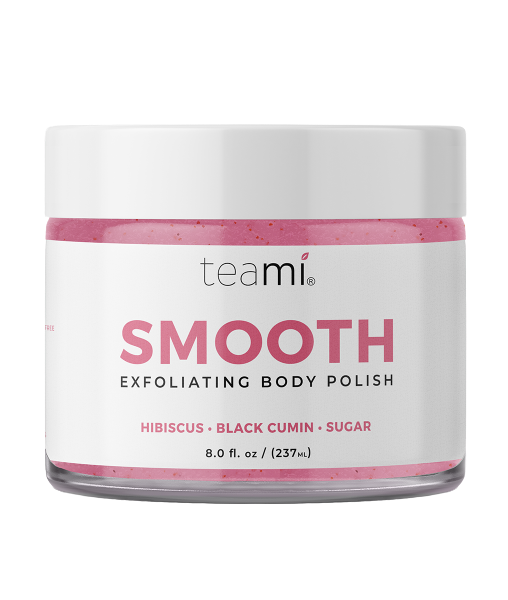 teami®
SMOOTH
EXFOLIATING BODY POLISH
HIBISCUS • BLACK CUMIN • SUGAR
8.0 fl. oz / (237ML)